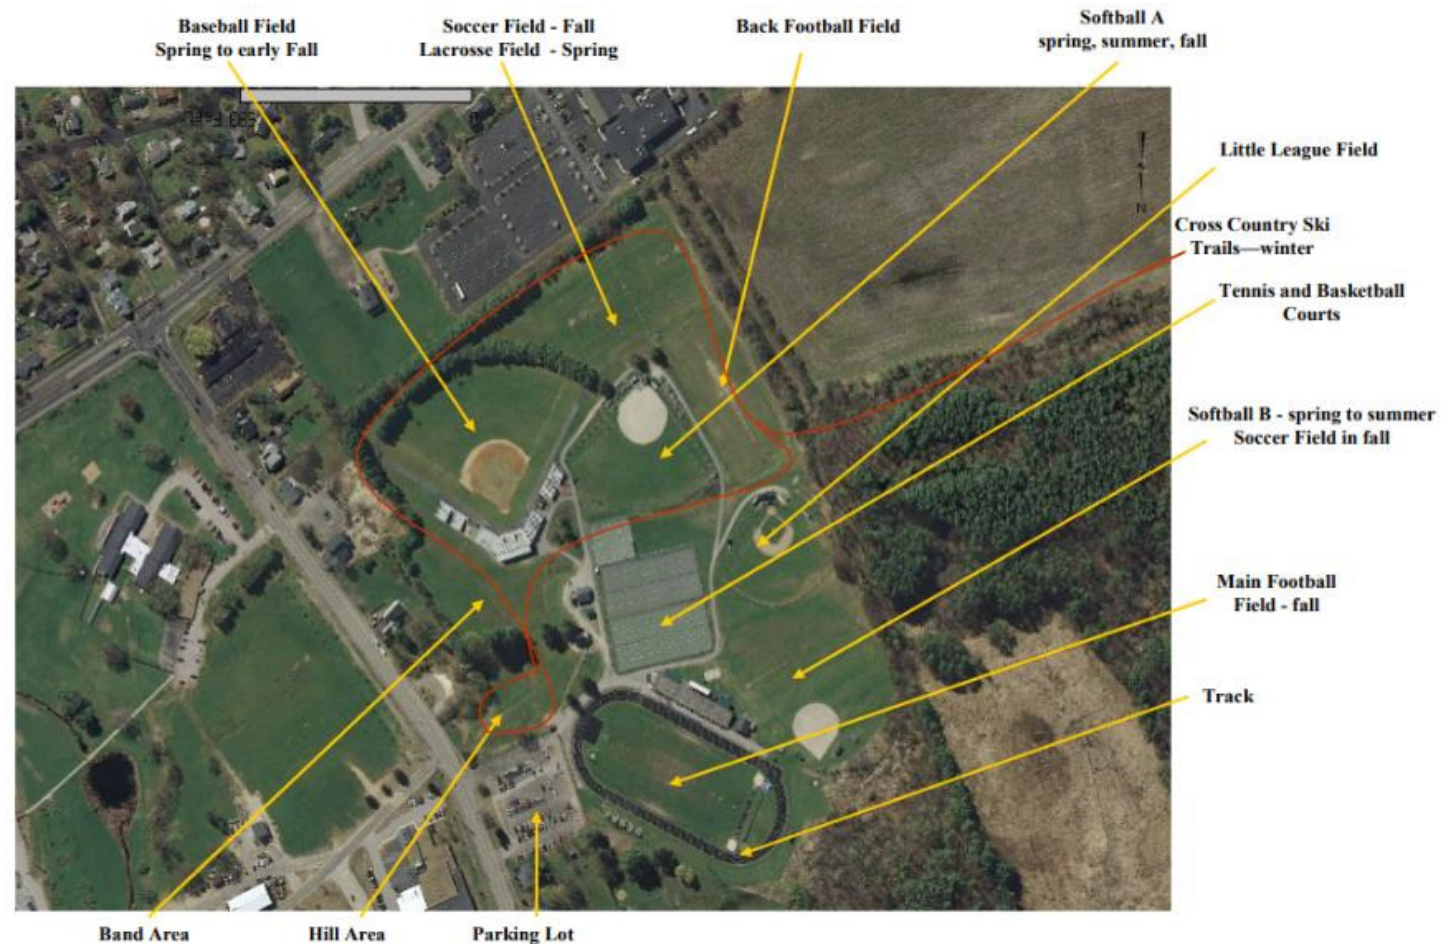 Baseball Field
Spring to early Fall
Soccer Field - Fall
Lacrosse Field - Spring
Back Football Field
Softball A
spring, summer, fall
Little League Field
N
Cross Country Ski
Trails—winter
Tennis and Basketball
Courts
Softball B - spring to summer
Soccer Field in fall
Main Football
Field - fall
Track
Band Area
Hill Area
Parking Lot